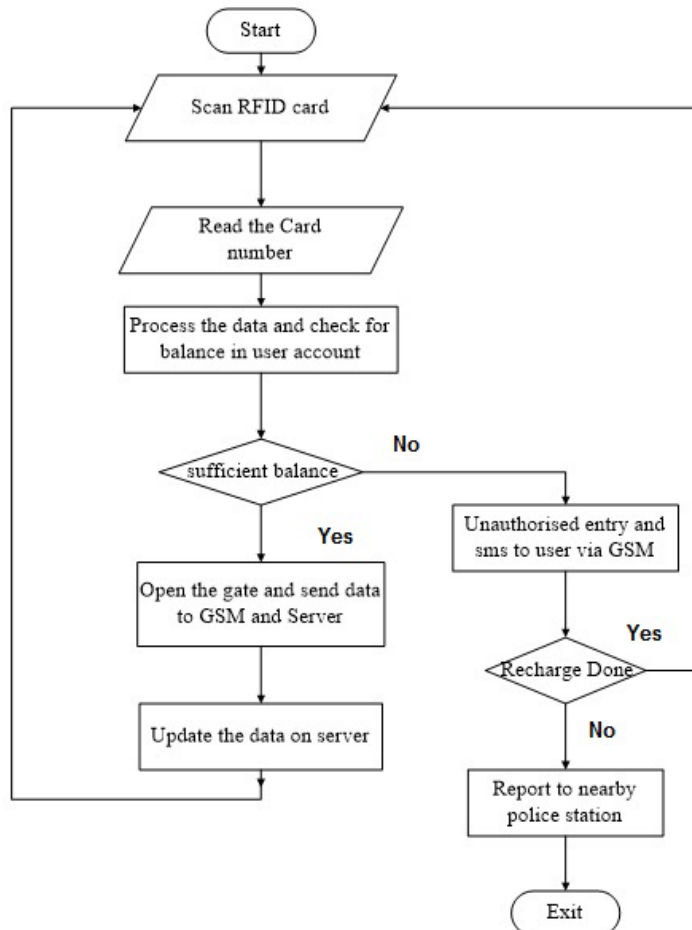 Start
Scan RFID card
Read the Card
number
Process the data and check for
balance in user account
sufficient balance
No
Yes
Open the gate and send data
to GSM and Server
Update the data on server
Unauthorised entry and
sms to user via GSM
Recharge Done
Yes
No
Report to nearby
police station
Exit